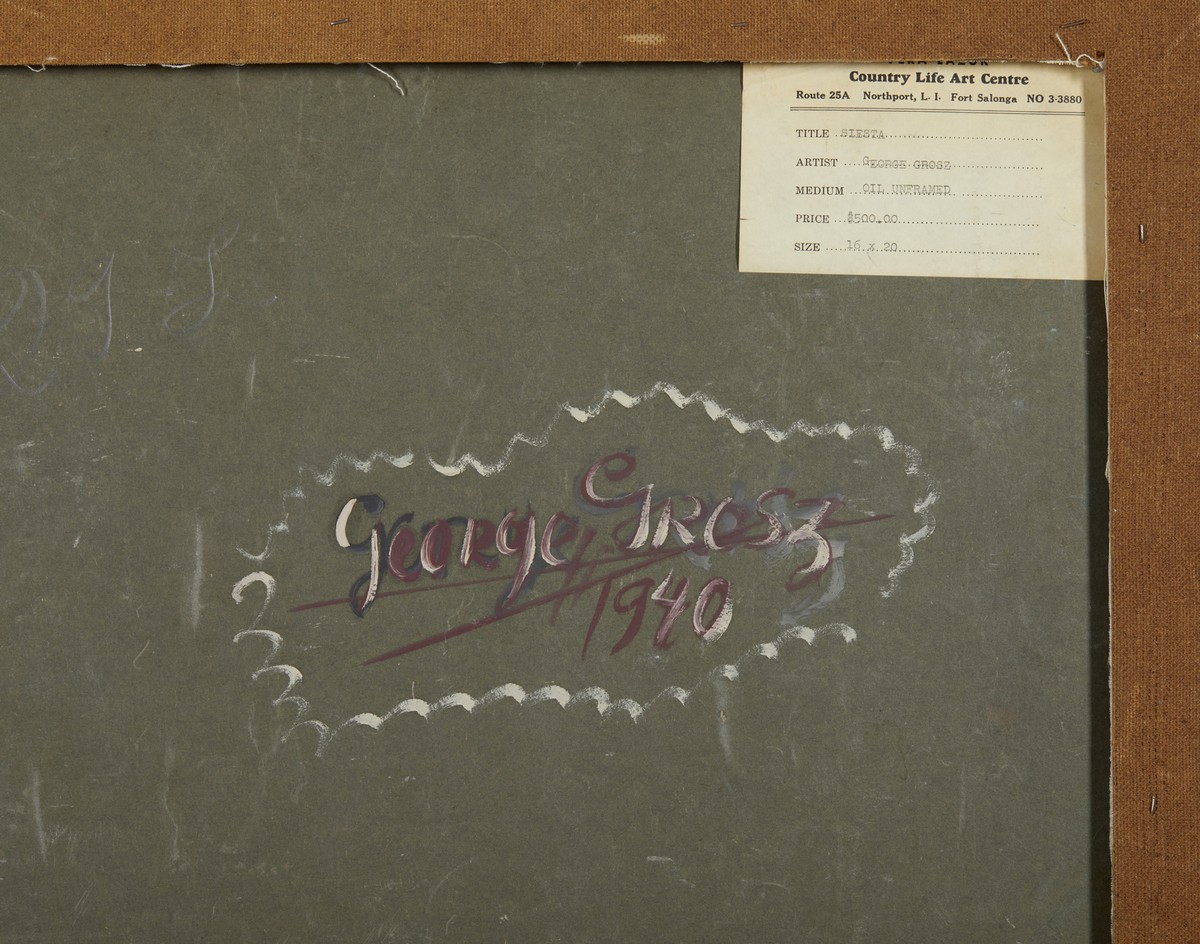 Country Life Art Centre
Route 25A Northport, L. I. Fort Salonga NO 3-3880
TITLE SIESTA
ARTIST GEORGE GROSZ
MEDIUM OIL UNFRAMED
PRICE $500.00
SIZE 16 x 20
George Grosz
1940